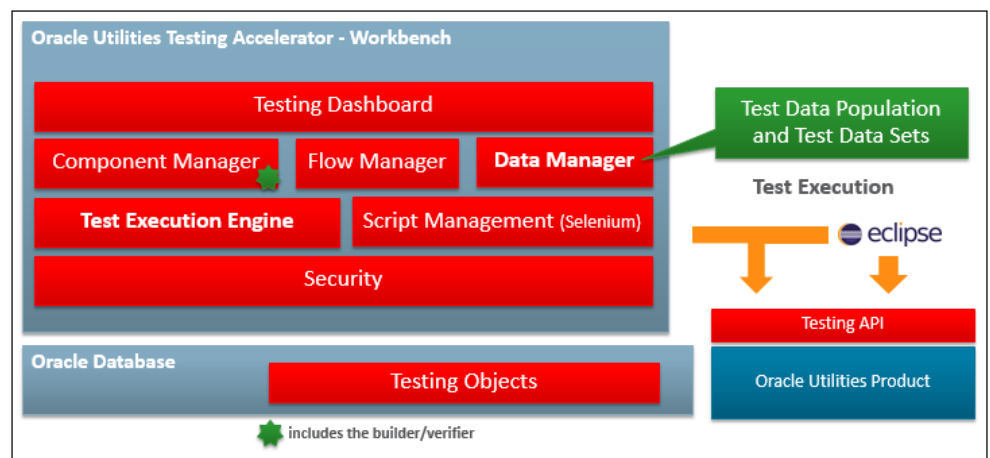 Oracle Utilities Testing Accelerator - Workbench
Testing Dashboard
Component Manager
Flow Manager
Data Manager
Test Data Population
and Test Data Sets
Test Execution
Test Execution Engine
Script Management (Selenium)
eclipse
Security
Testing API
Oracle Database
Testing Objects
Oracle Utilities Product
includes the builder/verifier